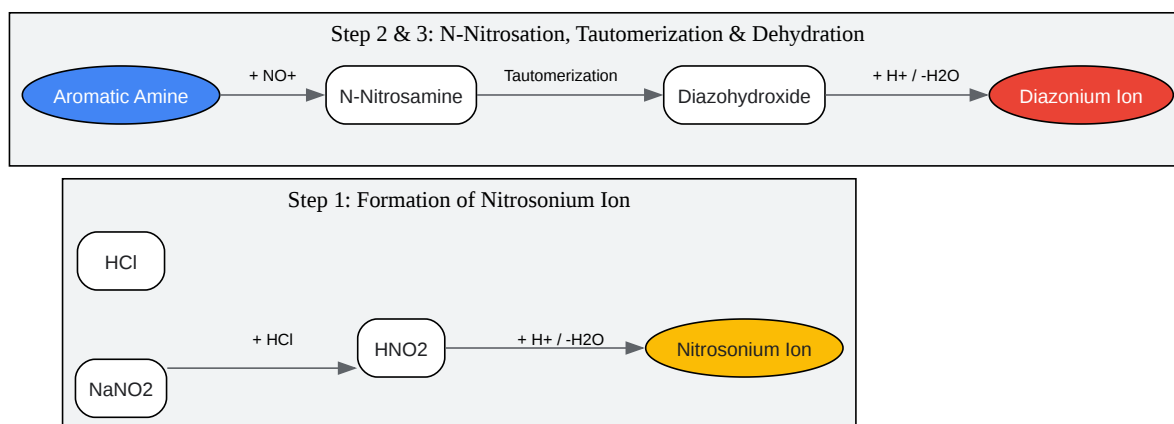 Step 2 & 3: N-Nitrosation, Tautomerization & Dehydration
Aromatic Amine
+ NO+
N-Nitrosamine
Tautomerization
Diazohydroxide
+ H+ / -H2O
Diazonium Ion
Step 1: Formation of Nitrosonium Ion
HCl
NaNO2
+ HCl
HNO2
+ H+ / -H2O
Nitrosonium Ion